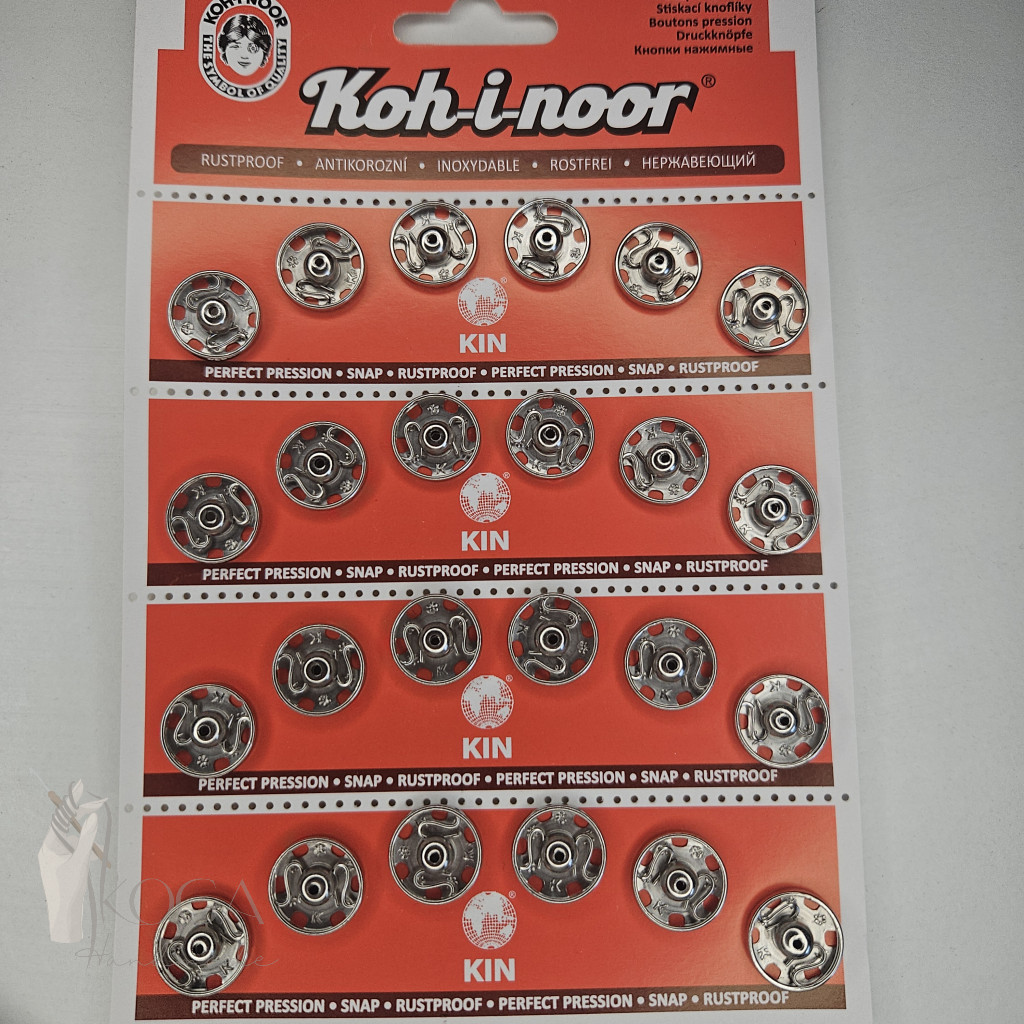 KOH-I-NOOR
THE SYMBOL OF QUALITY
Stiskací knoflíky
Boutons pression
Druckknöpfe
Кнопки нажимные
Koh-i-noor®
RUSTPROOF • ANTIKOROZNÍ • INOXYDABLE • ROSTFREI • НЕРЖАВЕЮЩИЙ
®
KIN
PERFECT PRESSION • SNAP • RUSTPROOF • PERFECT PRESSION • SNAP • RUSTPROOF
®
KIN
PERFECT PRESSION • SNAP • RUSTPROOF • PERFECT PRESSION • SNAP • RUSTPROOF
®
KIN
PERFECT PRESSION • SNAP • RUSTPROOF • PERFECT PRESSION • SNAP • RUSTPROOF
®
KIN
PERFECT PRESSION • SNAP • RUSTPROOF • PERFECT PRESSION • SNAP • RUSTPROOF
KOCA